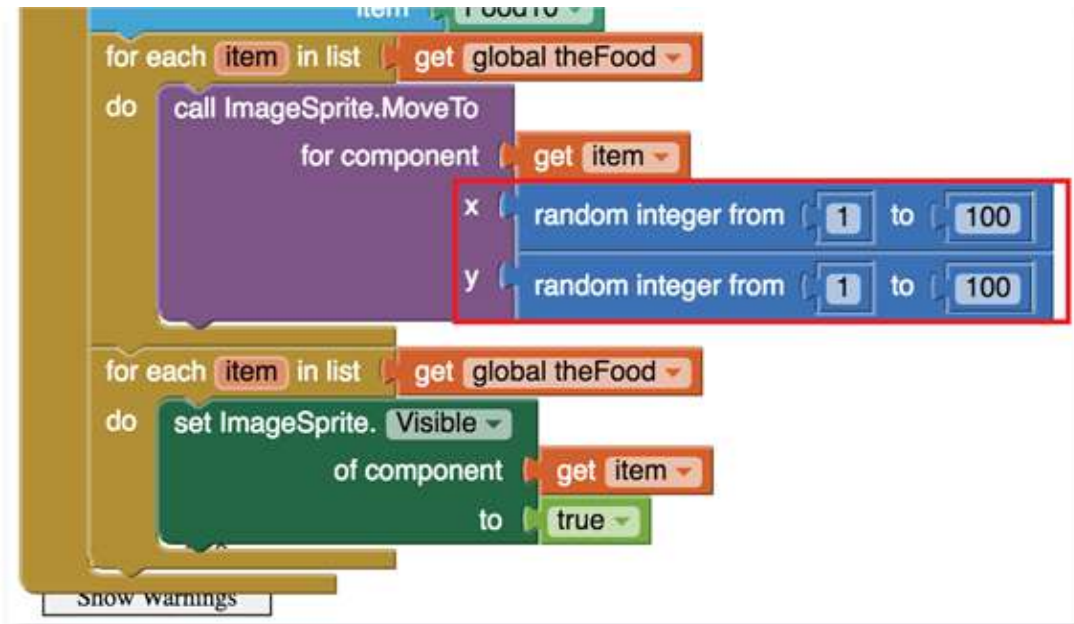 item FoodTo
for each item in list get global theFood
do call ImageSprite.MoveTo
for component get item
x random integer from 1 to 100
y random integer from 1 to 100
for each item in list get global theFood
do set ImageSprite. Visible
of component get item
to true
Show Warnings